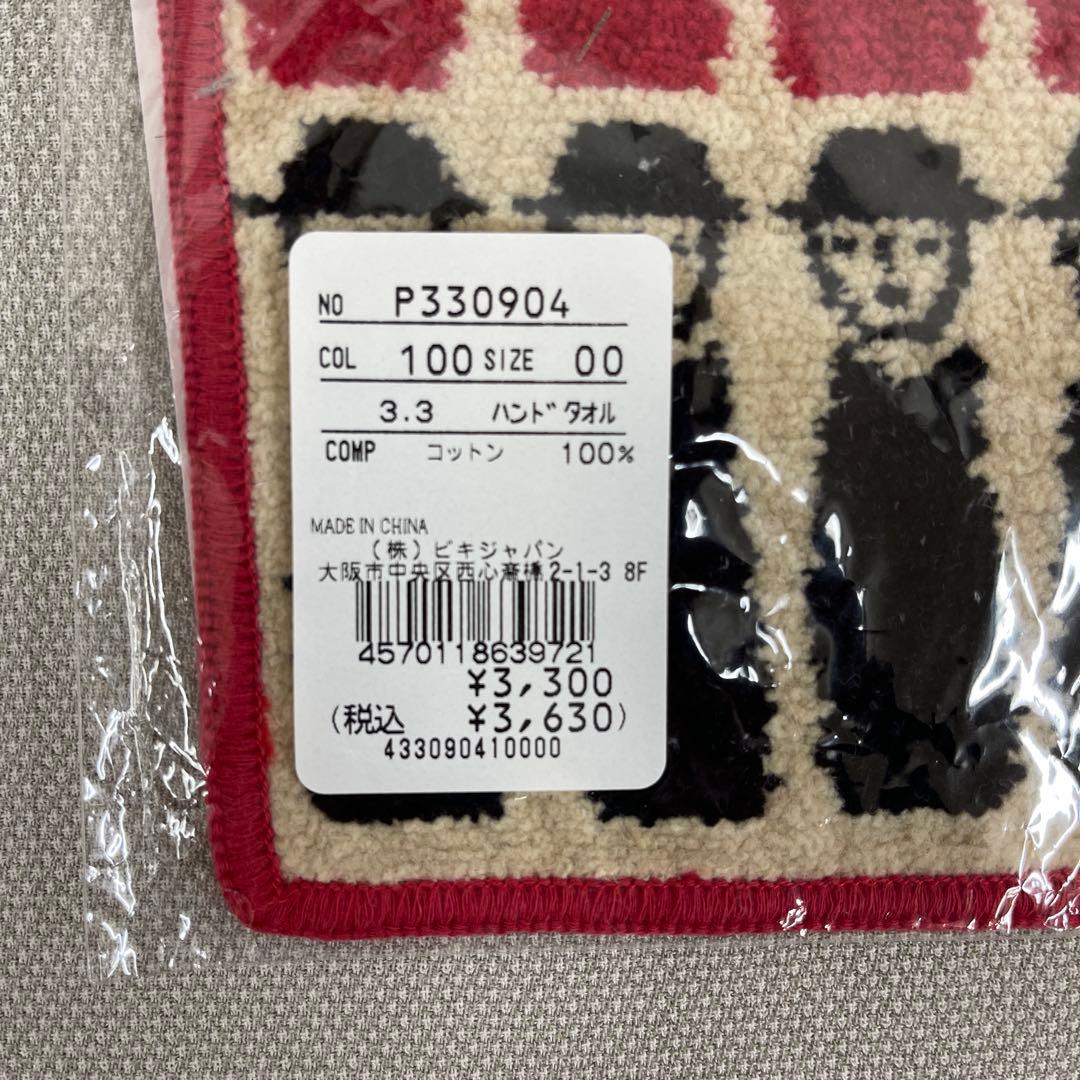 NO P330904
COL 100 SIZE 00
3.3 ハンドタオル
COMP コットン 100%
MADE IN CHINA
(株)ビキジャパン
大阪市中央区西心斎橋2-1-3 8F
4570118639721
¥3,300
(税込 ¥3,630)
433090410000